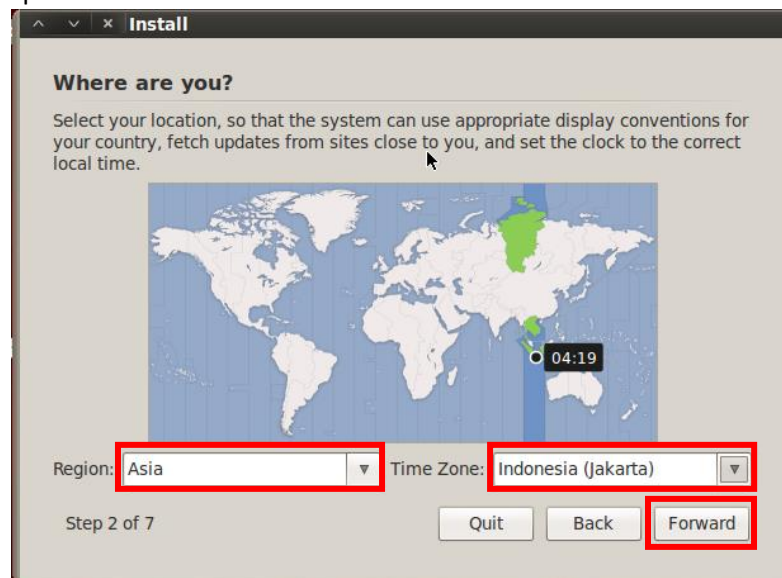 Install
Where are you?
Select your location, so that the system can use appropriate display conventions for
your country, fetch updates from sites close to you, and set the clock to the correct
local time.
04:19
Region: Asia Time Zone: Indonesia (Jakarta)
Step 2 of 7 Quit Back Forward